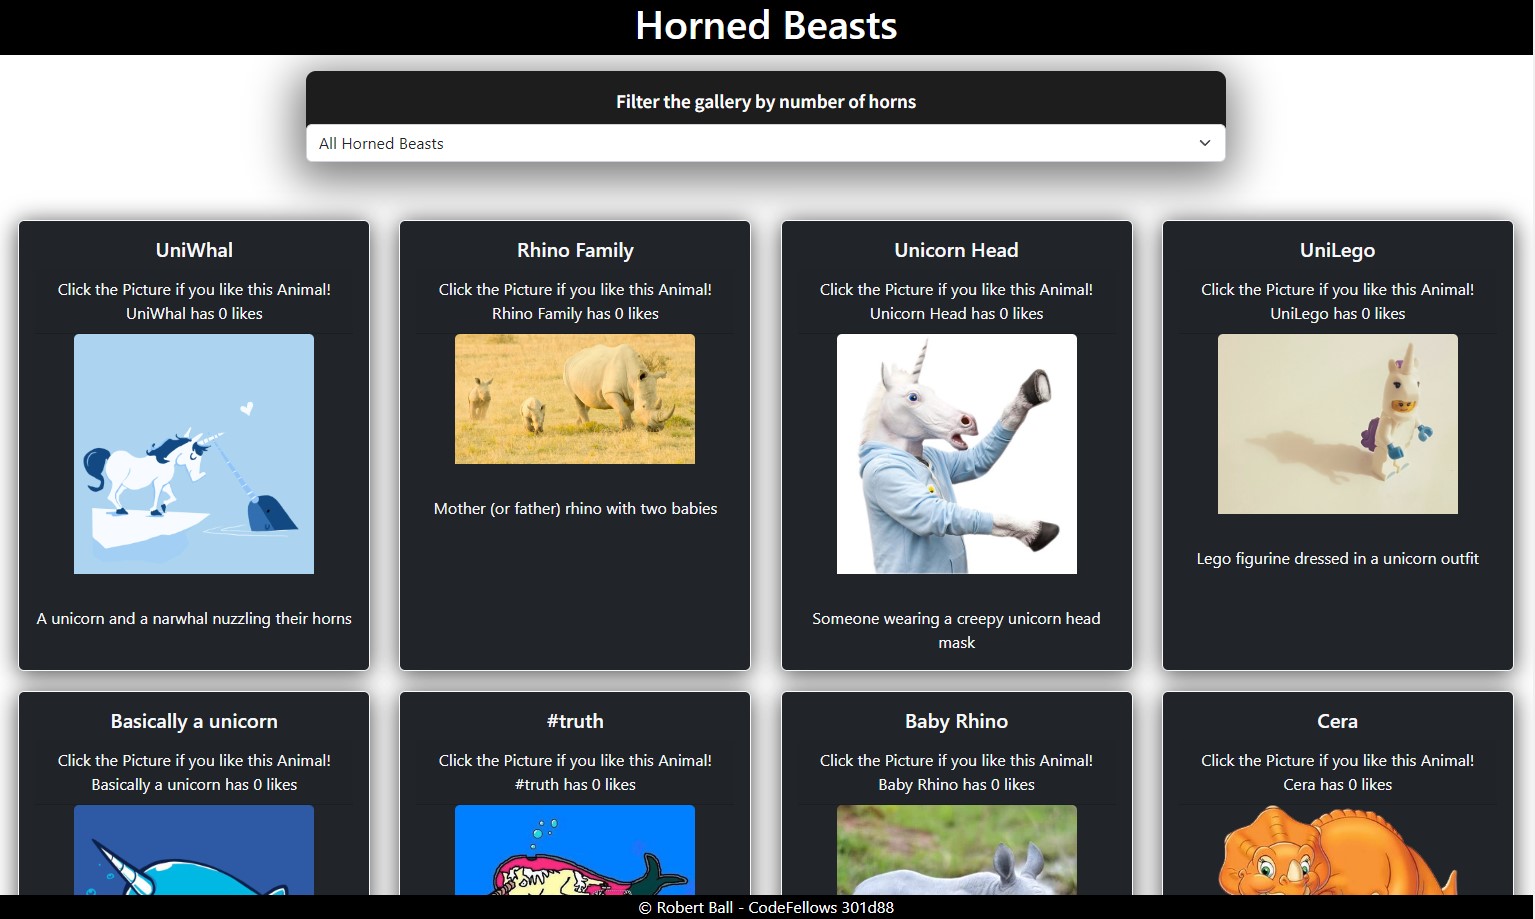 Horned Beasts
Filter the gallery by number of horns
All Horned Beasts
UniWhal
Click the Picture if you like this Animal!
UniWhal has 0 likes
A unicorn and a narwhal nuzzling their horns
Rhino Family
Click the Picture if you like this Animal!
Rhino Family has 0 likes
Mother (or father) rhino with two babies
Unicorn Head
Click the Picture if you like this Animal!
Unicorn Head has 0 likes
Someone wearing a creepy unicorn head
mask
UniLego
Click the Picture if you like this Animal!
UniLego has 0 likes
Lego figurine dressed in a unicorn outfit
Basically a unicorn
Click the Picture if you like this Animal!
Basically a unicorn has 0 likes
#truth
Click the Picture if you like this Animal!
#truth has 0 likes
Baby Rhino
Click the Picture if you like this Animal!
Baby Rhino has 0 likes
Cera
Click the Picture if you like this Animal!
Cera has 0 likes
© Robert Ball - CodeFellows 301d88